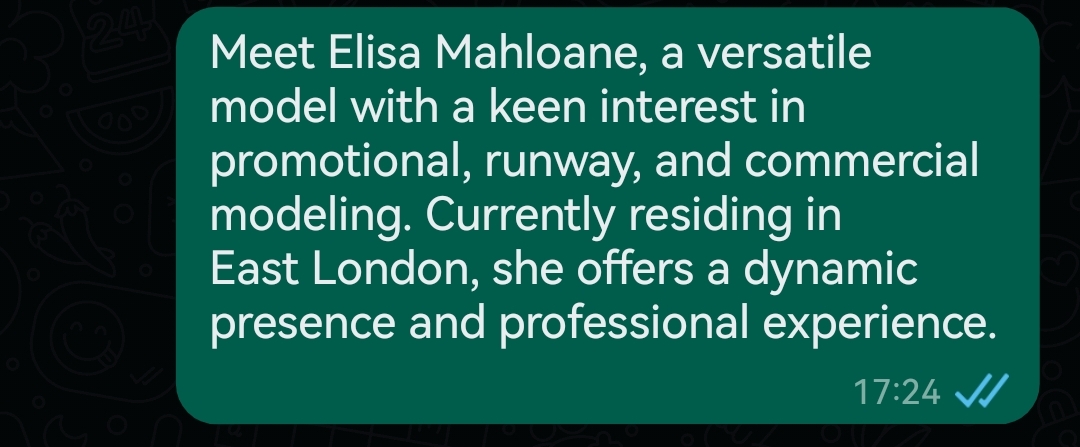 Meet Elisa Mahloane, a versatile
model with a keen interest in
promotional, runway, and commercial
modeling. Currently residing in
East London, she offers a dynamic
presence and professional experience.
17:24